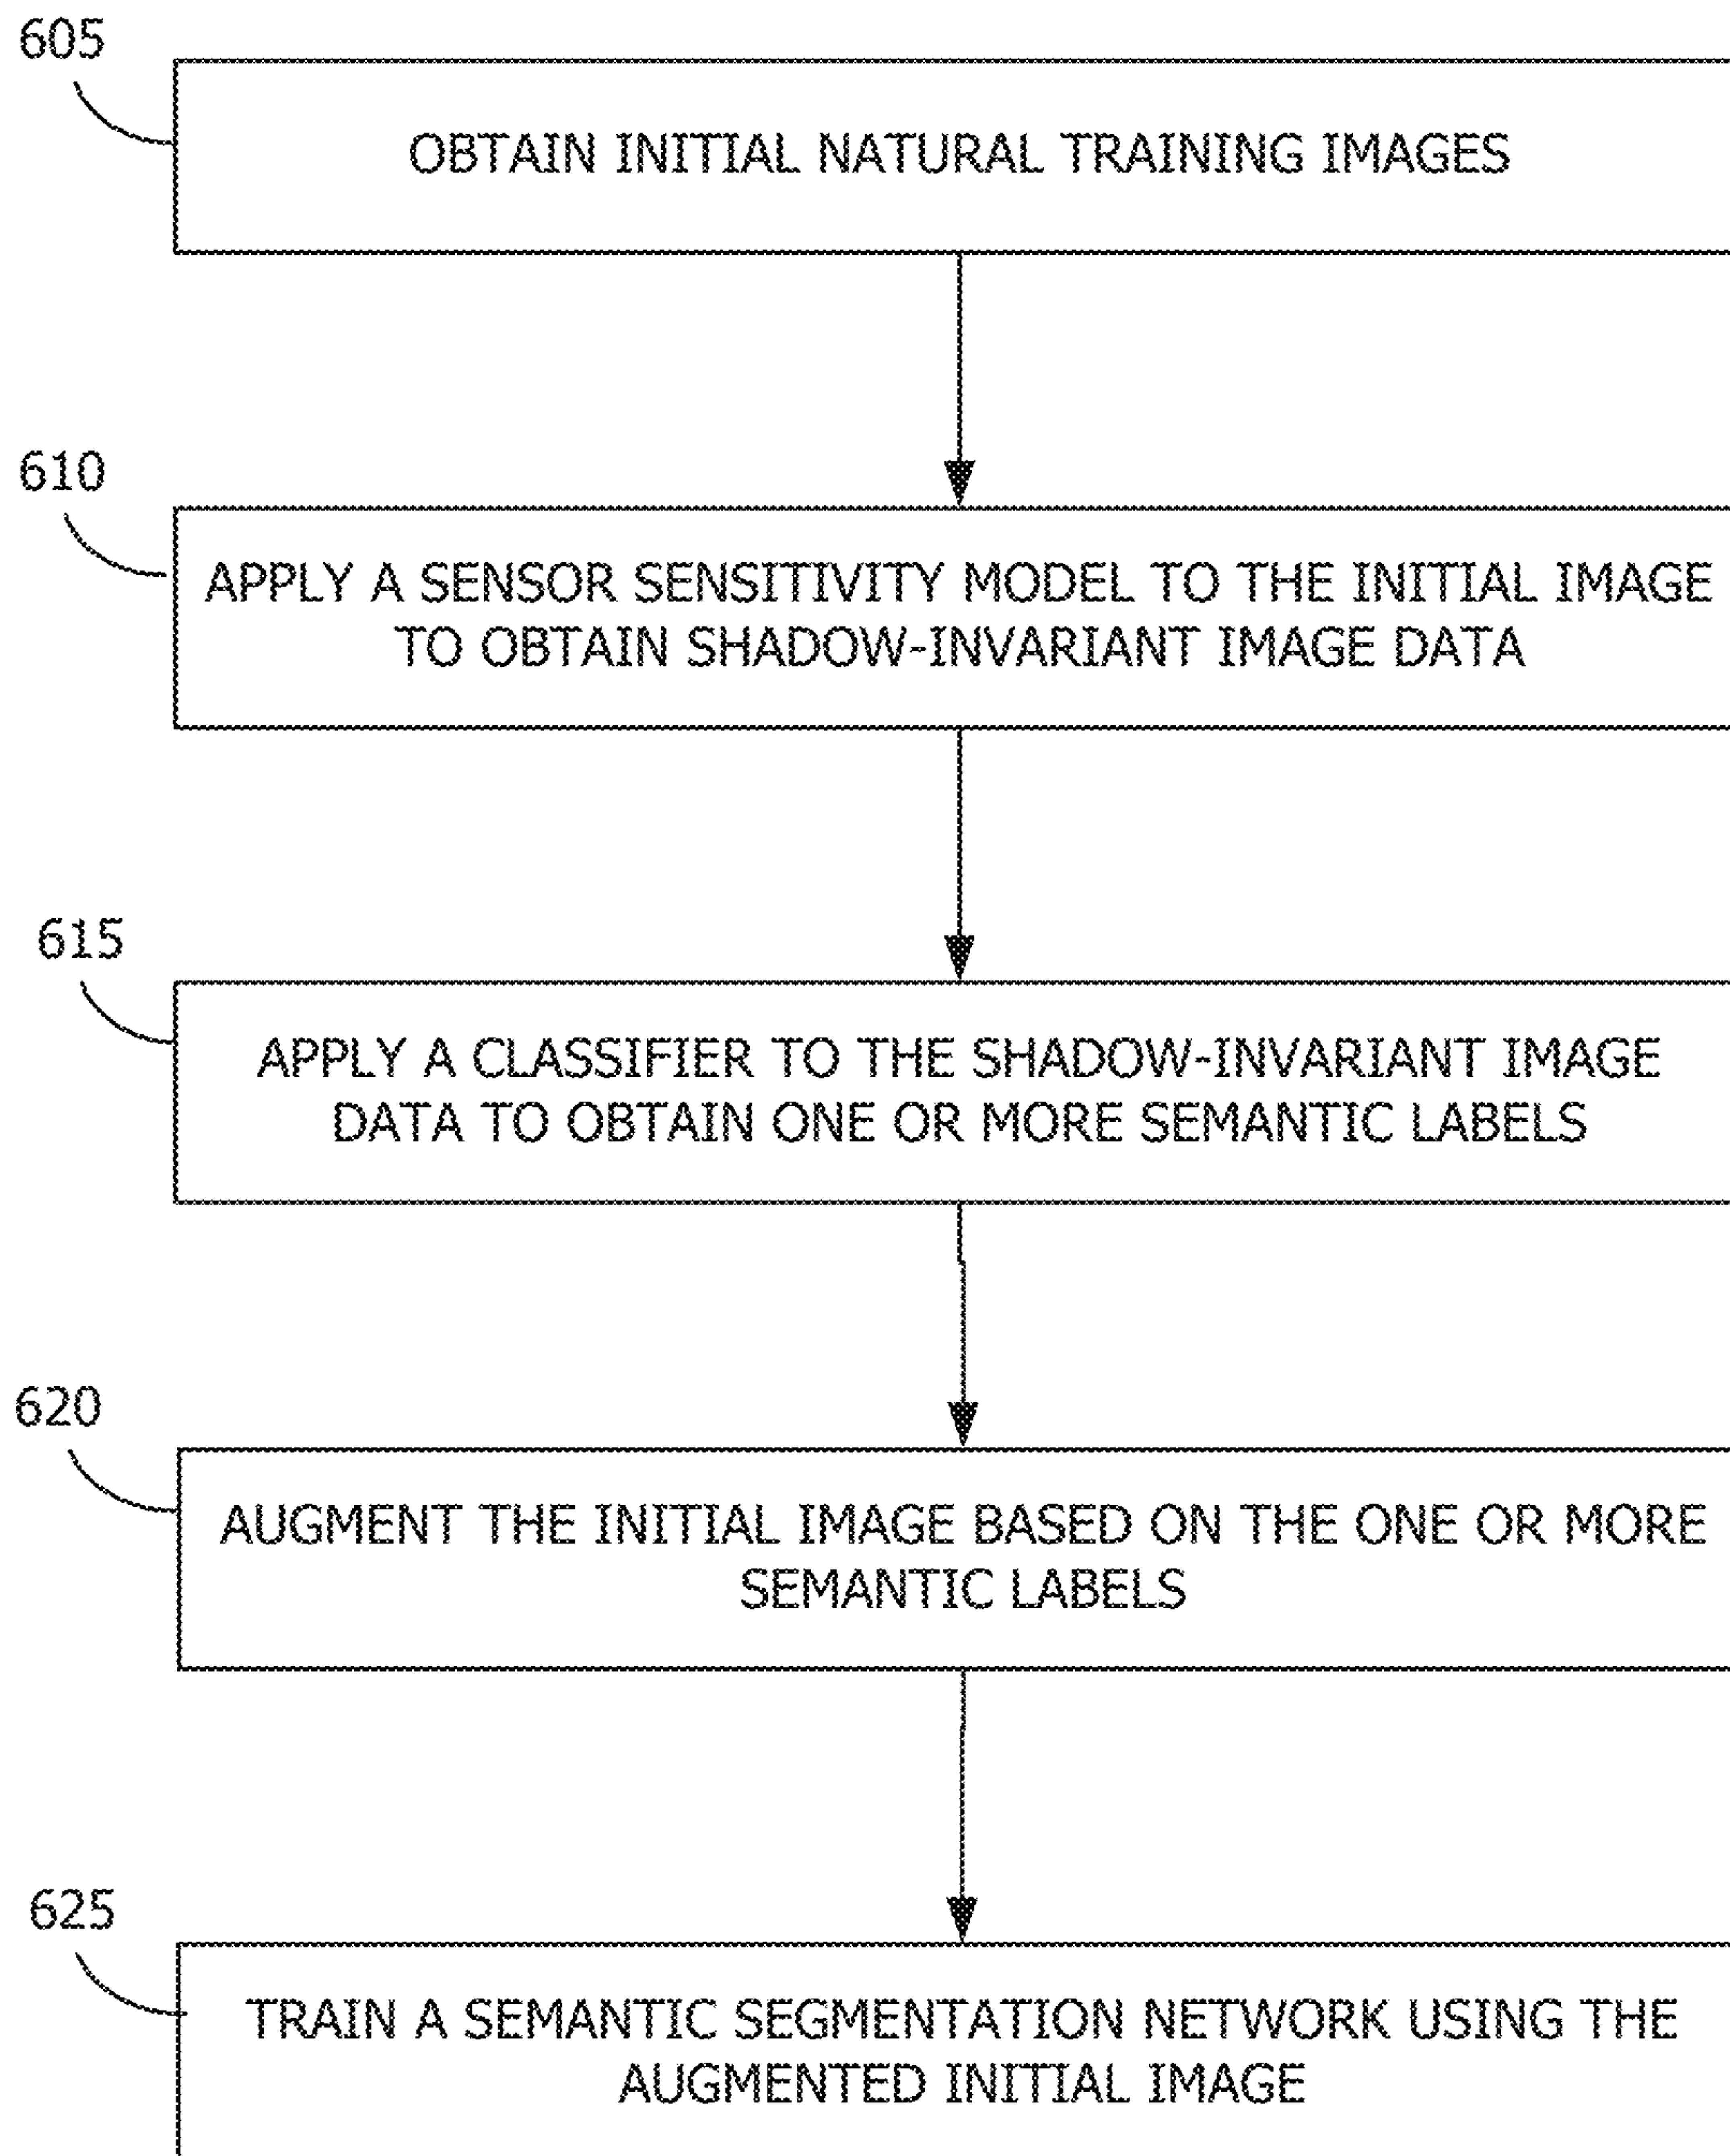 605
OBTAIN INITIAL NATURAL TRAINING IMAGES
610
APPLY A SENSOR SENSITIVITY MODEL TO THE INITIAL IMAGE
TO OBTAIN SHADOW-INVARIANT IMAGE DATA
615
APPLY A CLASSIFIER TO THE SHADOW-INVARIANT IMAGE
DATA TO OBTAIN ONE OR MORE SEMANTIC LABELS
620
AUGMENT THE INITIAL IMAGE BASED ON THE ONE OR MORE
SEMANTIC LABELS
625
TRAIN A SEMANTIC SEGMENTATION NETWORK USING THE
AUGMENTED INITIAL IMAGE